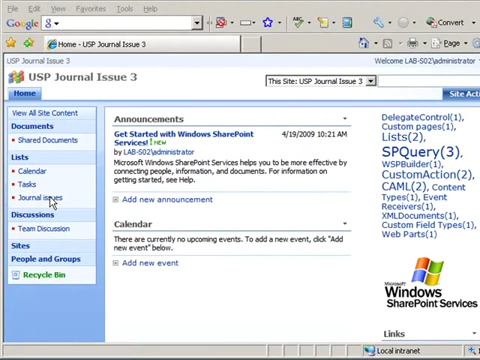 File Edit View Favorites Tools Help
Google
Convert
Home - USP Journal Issue 3
Page
USP Journal Issue 3
Welcome LAB-S02\administrator
USP Journal Issue 3
This Site: USP Journal Issue 3
Home
Site Acti
View All Site Content
Documents
Shared Documents
Lists
Calendar
Tasks
Journal issues
Discussions
Team Discussion
Sites
People and Groups
Recycle Bin
Announcements
Get Started with Windows SharePoint
Services! ! NEW
4/19/2009 10:21 AM
by LAB-S02\administrator
Microsoft Windows SharePoint Services helps you to be more effective by
connecting people, information, and documents. For information on
getting started, see Help.
Add new announcement
Calendar
There are currently no upcoming events. To add a new event, click "Add
new event" below.
Add new event
DelegateControl(1),
Custom pages(1),
Lists(2),
SPQuery(3),
WSPBuilder(1),
CustomAction(2),
CAML(2), Content
Types(1), Event
Receivers(1),
XMLDocuments(1),
Custom Field Types(1),
Web Parts(1)
Microsoft
Windows
SharePoint Services
Links
Local intranet